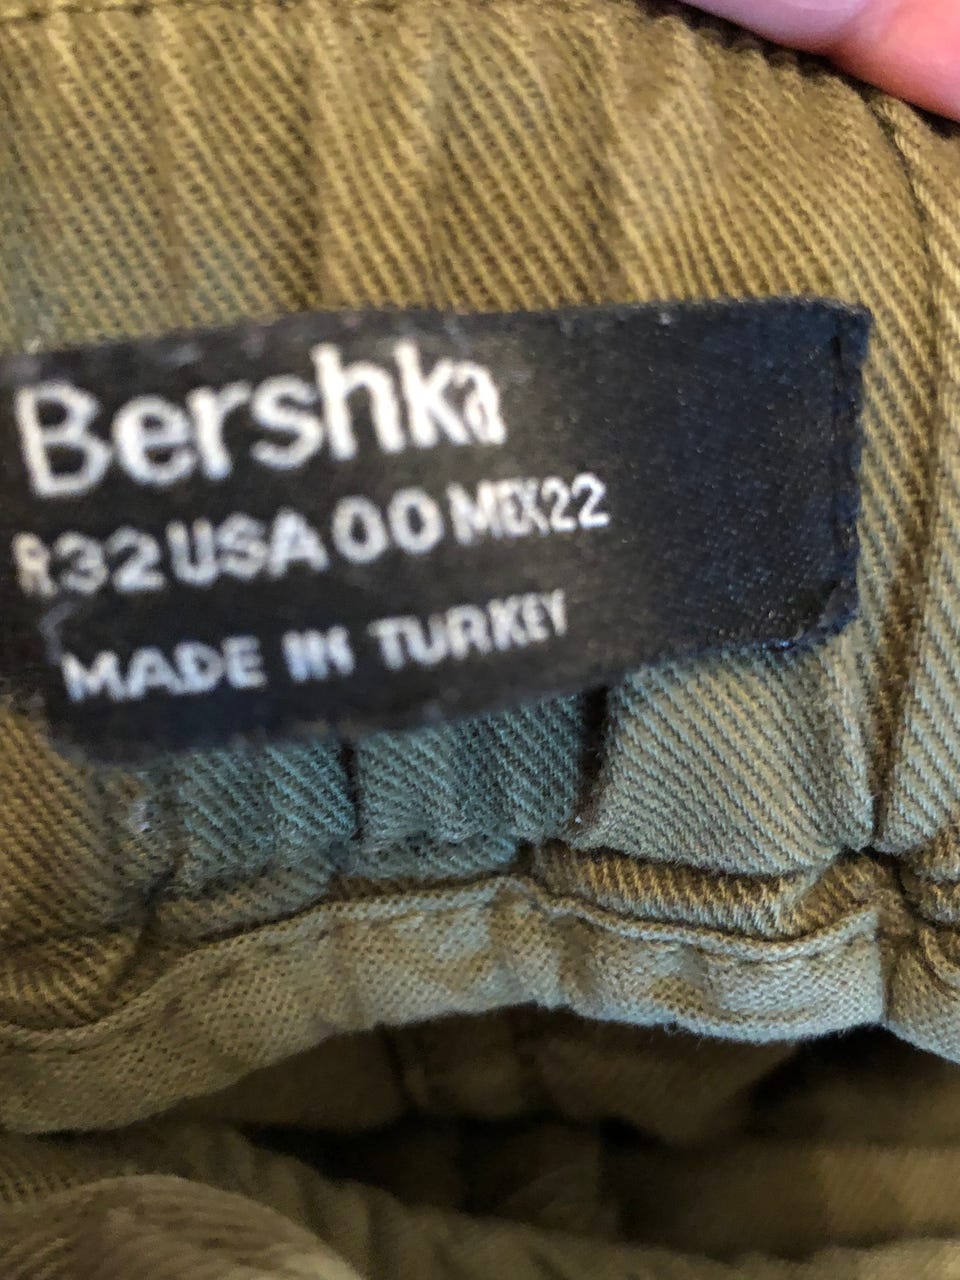 Bershka
R32 USA 00 MEX22
MADE IN TURKEY